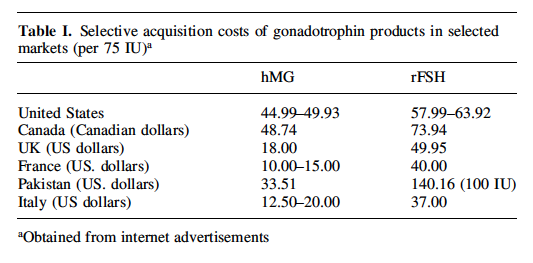 Table I. Selective acquisition costs of gonadotrophin products in selected
markets (per 75 IU)a
hMG rFSH
United States 44.99–49.93 57.99–63.92
Canada (Canadian dollars) 48.74 73.94
UK (US dollars) 18.00 49.95
France (US. dollars) 10.00–15.00 40.00
Pakistan (US. dollars) 33.51 140.16 (100 IU)
Italy (US dollars) 12.50–20.00 37.00
aObtained from internet advertisements